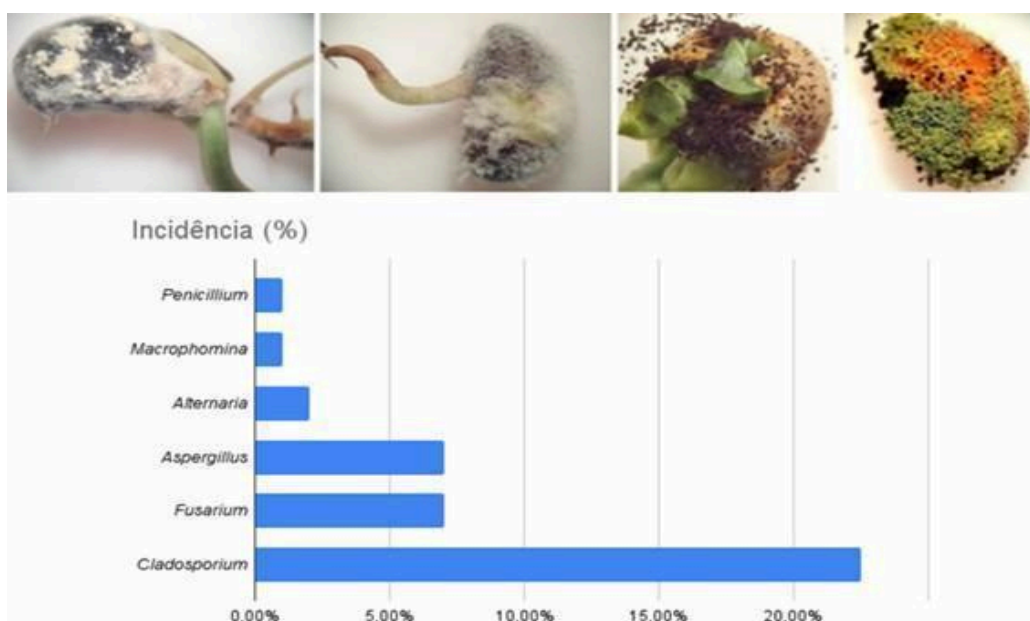 Incidência (%)
Penicillium
Macrophomina
Alternaria
Aspergillus
Fusarium
Cladosporium
0.00% 5.00% 10.00% 15.00% 20.00%